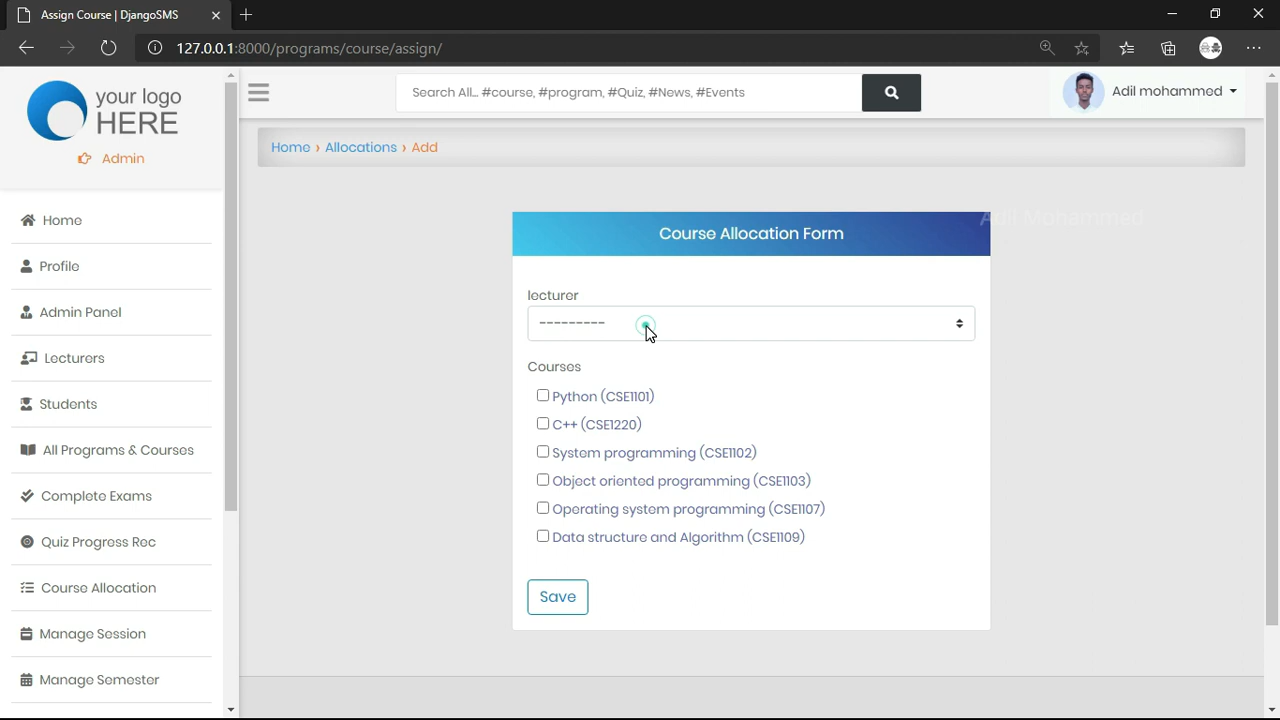 Assign Course | DjangoSMS
127.0.0.1:8000/programs/course/assign/
your logo
HERE
Admin
Search All... #course, #program, #Quiz, #News, #Events
Adil mohammed
Home › Allocations › Add
Home
Profile
Admin Panel
Lecturers
Students
All Programs & Courses
Complete Exams
Quiz Progress Rec
Course Allocation
Manage Session
Manage Semester
Adil Mohammed
Course Allocation Form
lecturer
---------
Courses
Python (CSE1101)
C++ (CSE1220)
System programming (CSE1102)
Object oriented programming (CSE1103)
Operating system programming (CSE1107)
Data structure and Algorithm (CSE1109)
Save